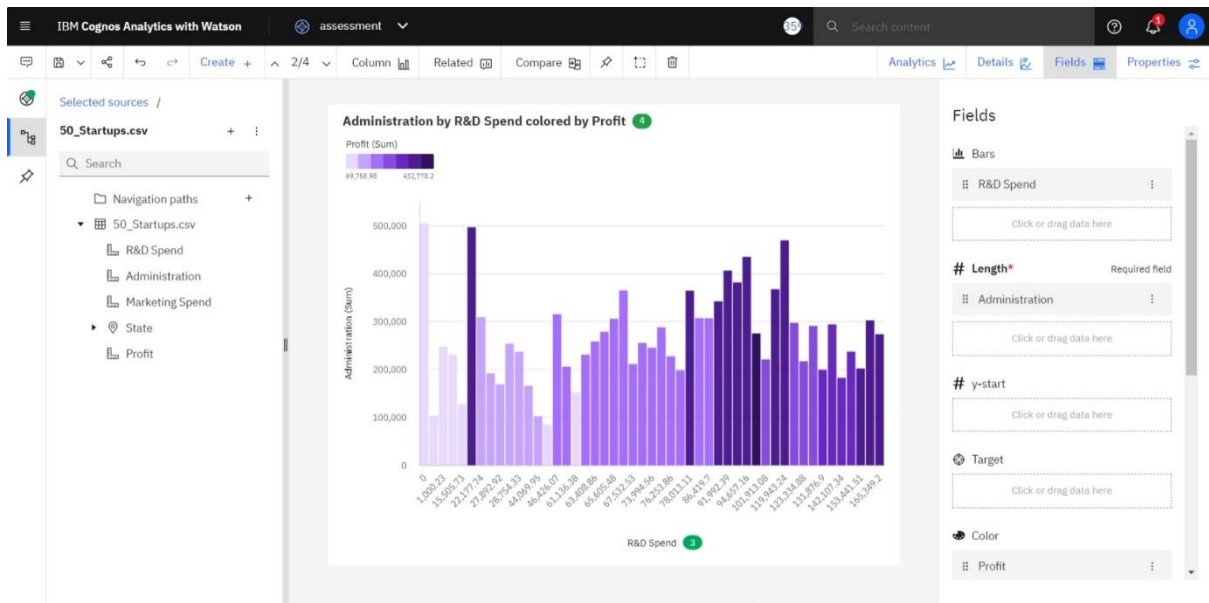 IBM Cognos Analytics with Watson
assessment
359
Search content
1
Create +
2/4
Column
Related
Compare
Analytics
Details
Fields
Properties
Selected sources /
50_Startups.csv
Search
Navigation paths
50_Startups.csv
R&D Spend
Administration
Marketing Spend
State
Profit
Administration by R&D Spend colored by Profit 4
Profit (Sum)
69,768.98 432,778.2
Administration (Sum)
500,000
400,000
300,000
200,000
100,000
0
0
1,000.23
15,505.73
22,177.74
27,892.92
28,754.33
44,069.95
46,426.07
61,136.38
63,408.86
65,605.48
67,532.53
73,994.56
76,253.86
78,013.11
86,419.7
91,992.39
94,657.16
101,913.08
119,943.24
123,334.88
131,876.9
142,107.34
153,441.51
165,349.2
R&D Spend 3
Fields
Bars
R&D Spend
Click or drag data here
# Length* Required field
Administration
Click or drag data here
# y-start
Click or drag data here
Target
Click or drag data here
Color
Profit